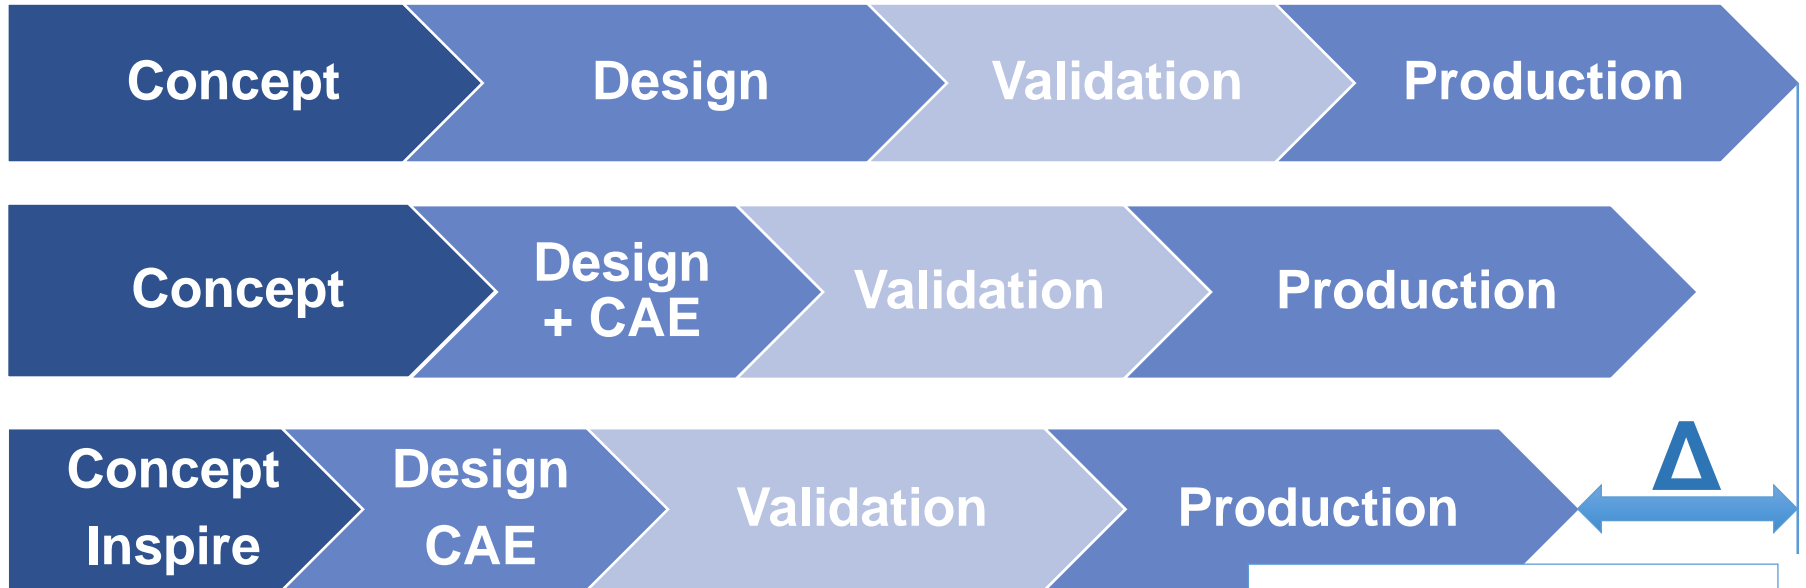 Concept
Design
Validation
Production
Concept
Design
+ CAE
Validation
Production
Concept
Inspire
Design
CAE
Validation
Production
Δ